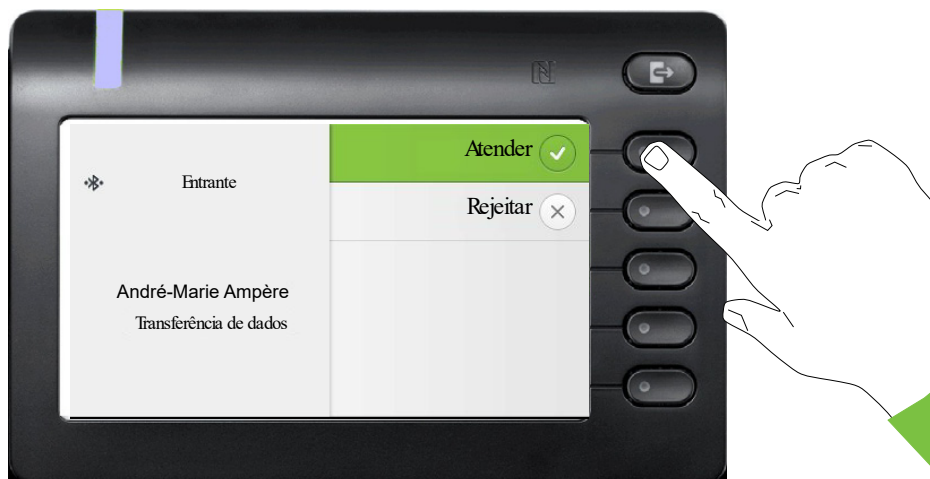 Atender
Rejeitar
Entrante
André-Marie Ampère
Transferência de dados